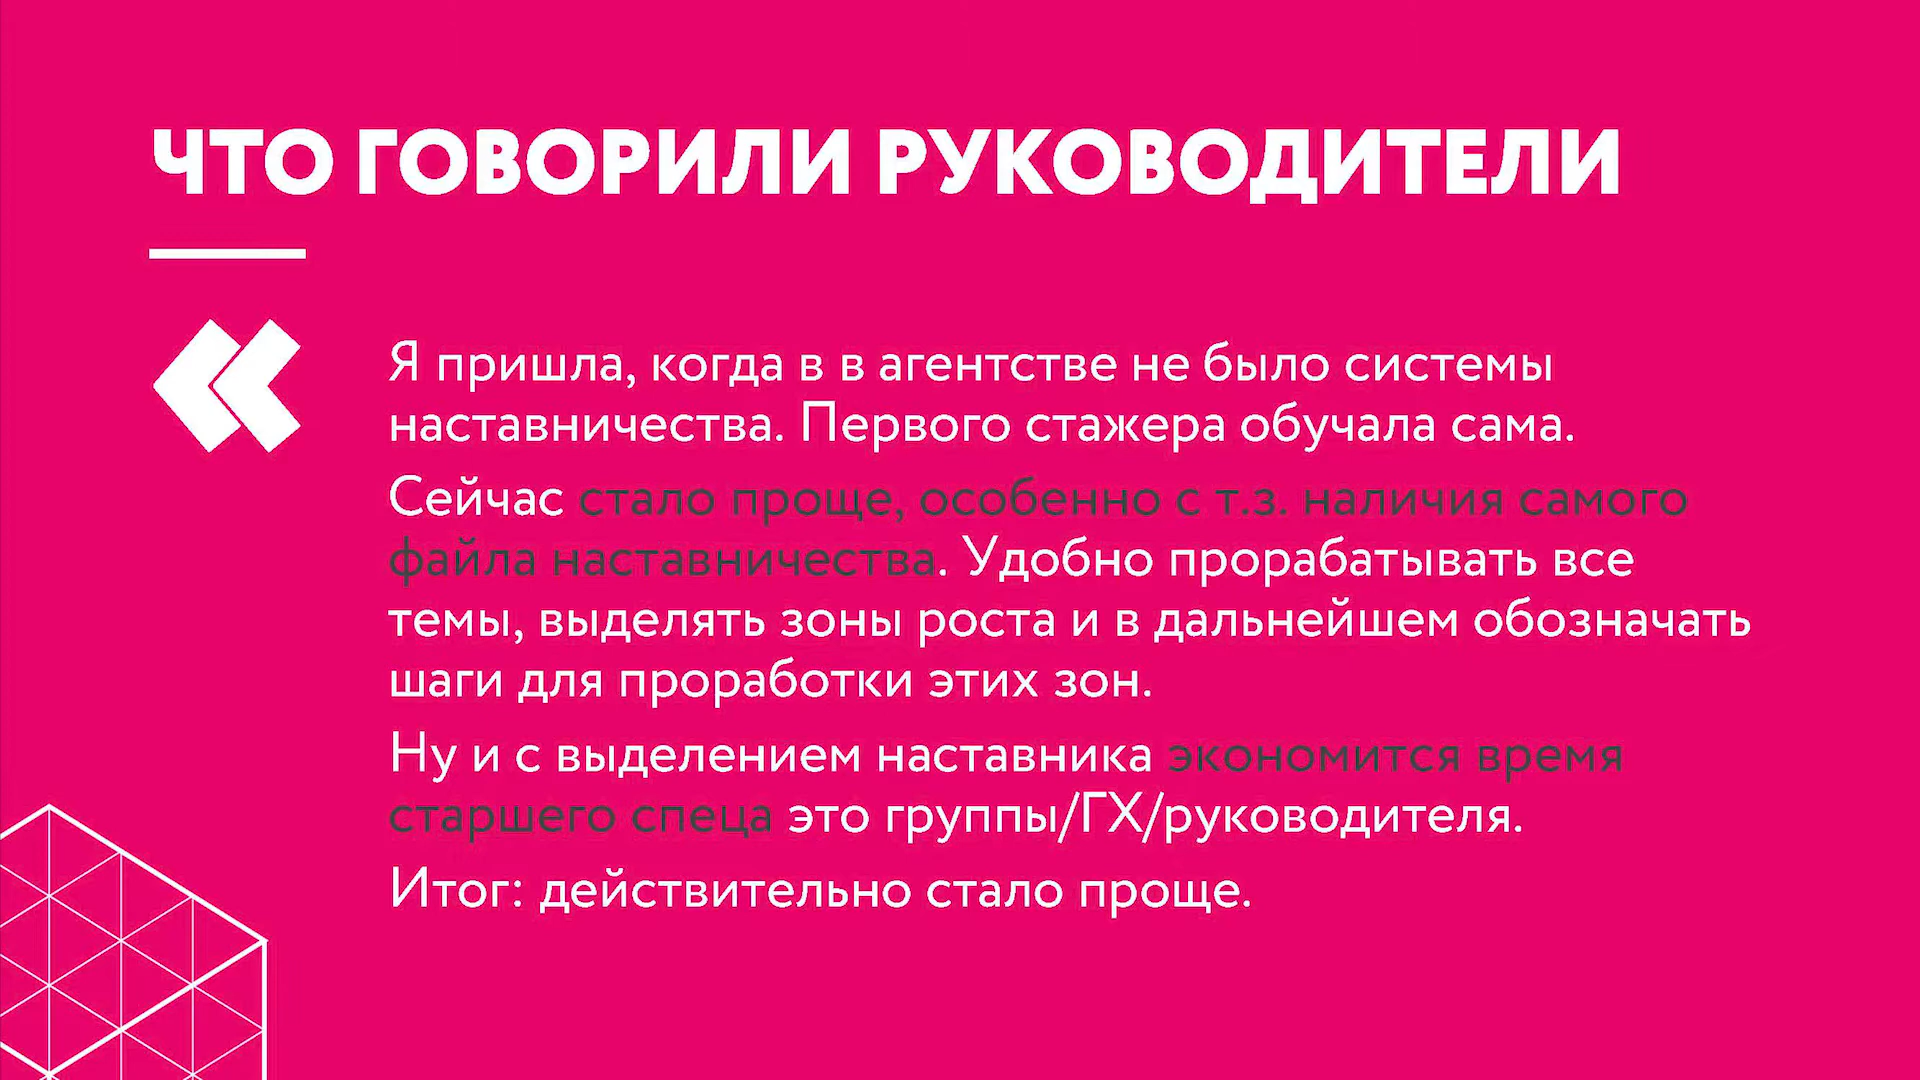 ЧТО ГОВОРИЛИ РУКОВОДИТЕЛИ
Я пришла, когда в в агентстве не было системы
наставничества. Первого стажера обучала сама.
Сейчас стало проще, особенно с т.з. наличия самого
файла наставничества. Удобно прорабатывать все
темы, выделять зоны роста и в дальнейшем обозначать
шаги для проработки этих зон.
Ну и с выделением наставника экономится время
старшего спеца это группы/ГХ/руководителя.
Итог: действительно стало проще.